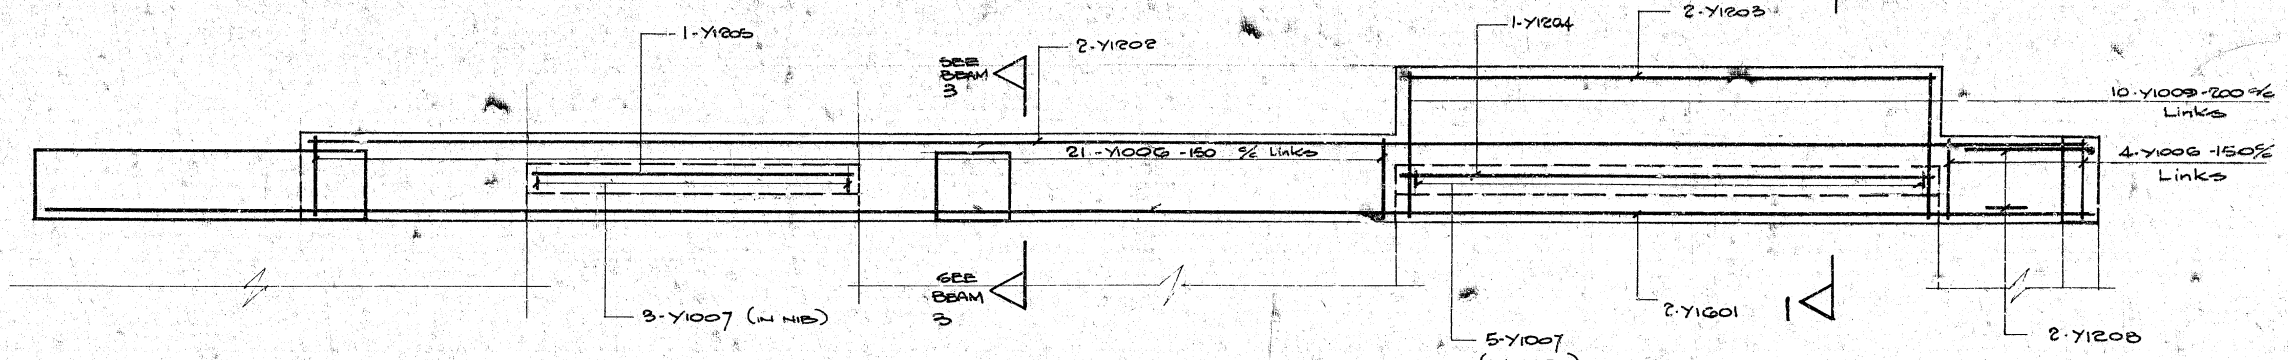 1-Y1205
SEE
BEAM
3
2-Y1202
1-Y1204
2-Y1203
10-Y1009-200 c/c
Links
21-Y1006-150 c/c Links
4-Y1006-150 c/c
Links
SEE
BEAM
3
3-Y1007 (IN NIB)
2-Y1601
1
5-Y1007
2-Y1208